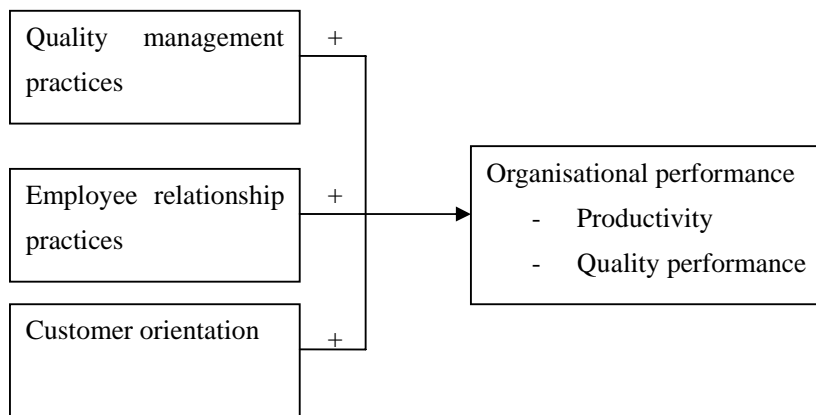 Quality management
practices
+
Employee relationship
practices
+
Customer orientation
+
Organisational performance
- Productivity
- Quality performance